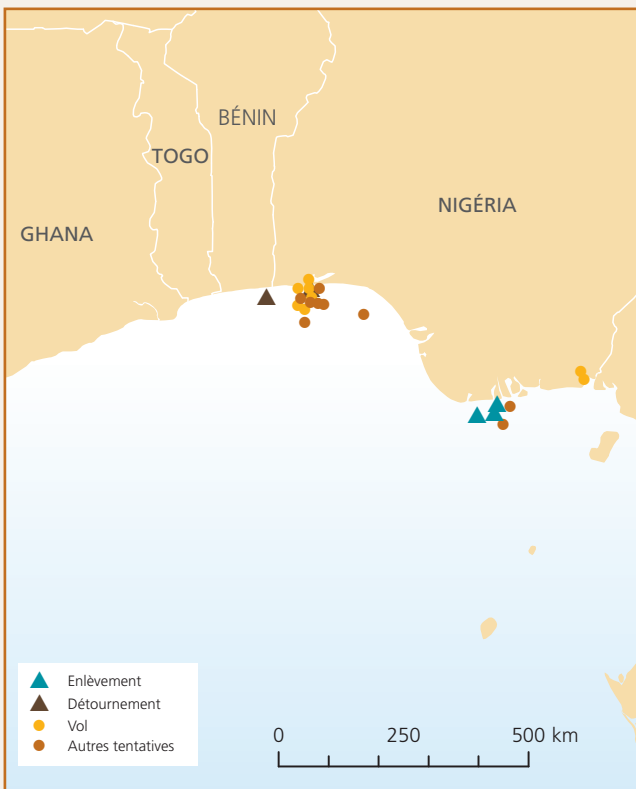 BÉNIN
TOGO
NIGÉRIA
GHANA
Enlèvement
Détournement
Vol
Autres tentatives
0 250 500 km